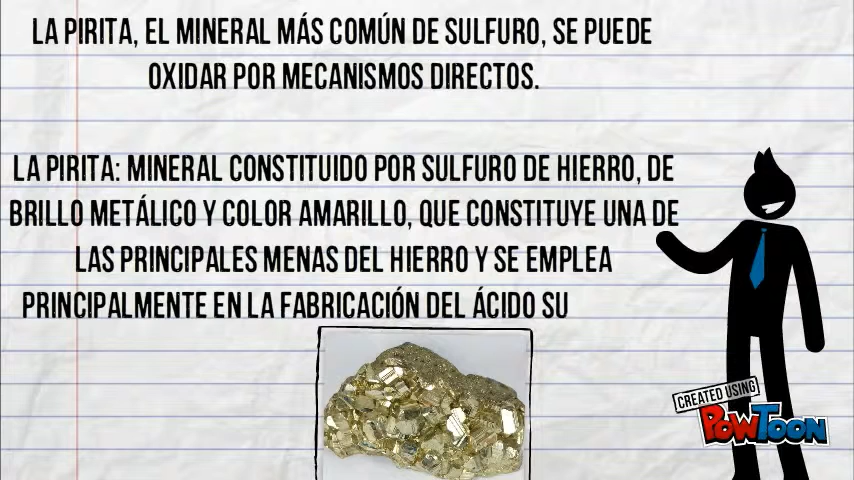 LA PIRITA, EL MINERAL MÁS COMÚN DE SULFURO, SE PUEDE
OXIDAR POR MECANISMOS DIRECTOS.
LA PIRITA: MINERAL CONSTITUIDO POR SULFURO DE HIERRO, DE
BRILLO METÁLICO Y COLOR AMARILLO, QUE CONSTITUYE UNA DE
LAS PRINCIPALES MENAS DEL HIERRO Y SE EMPLEA
PRINCIPALMENTE EN LA FABRICACIÓN DEL ÁCIDO SU
CREATED USING
POWTOON